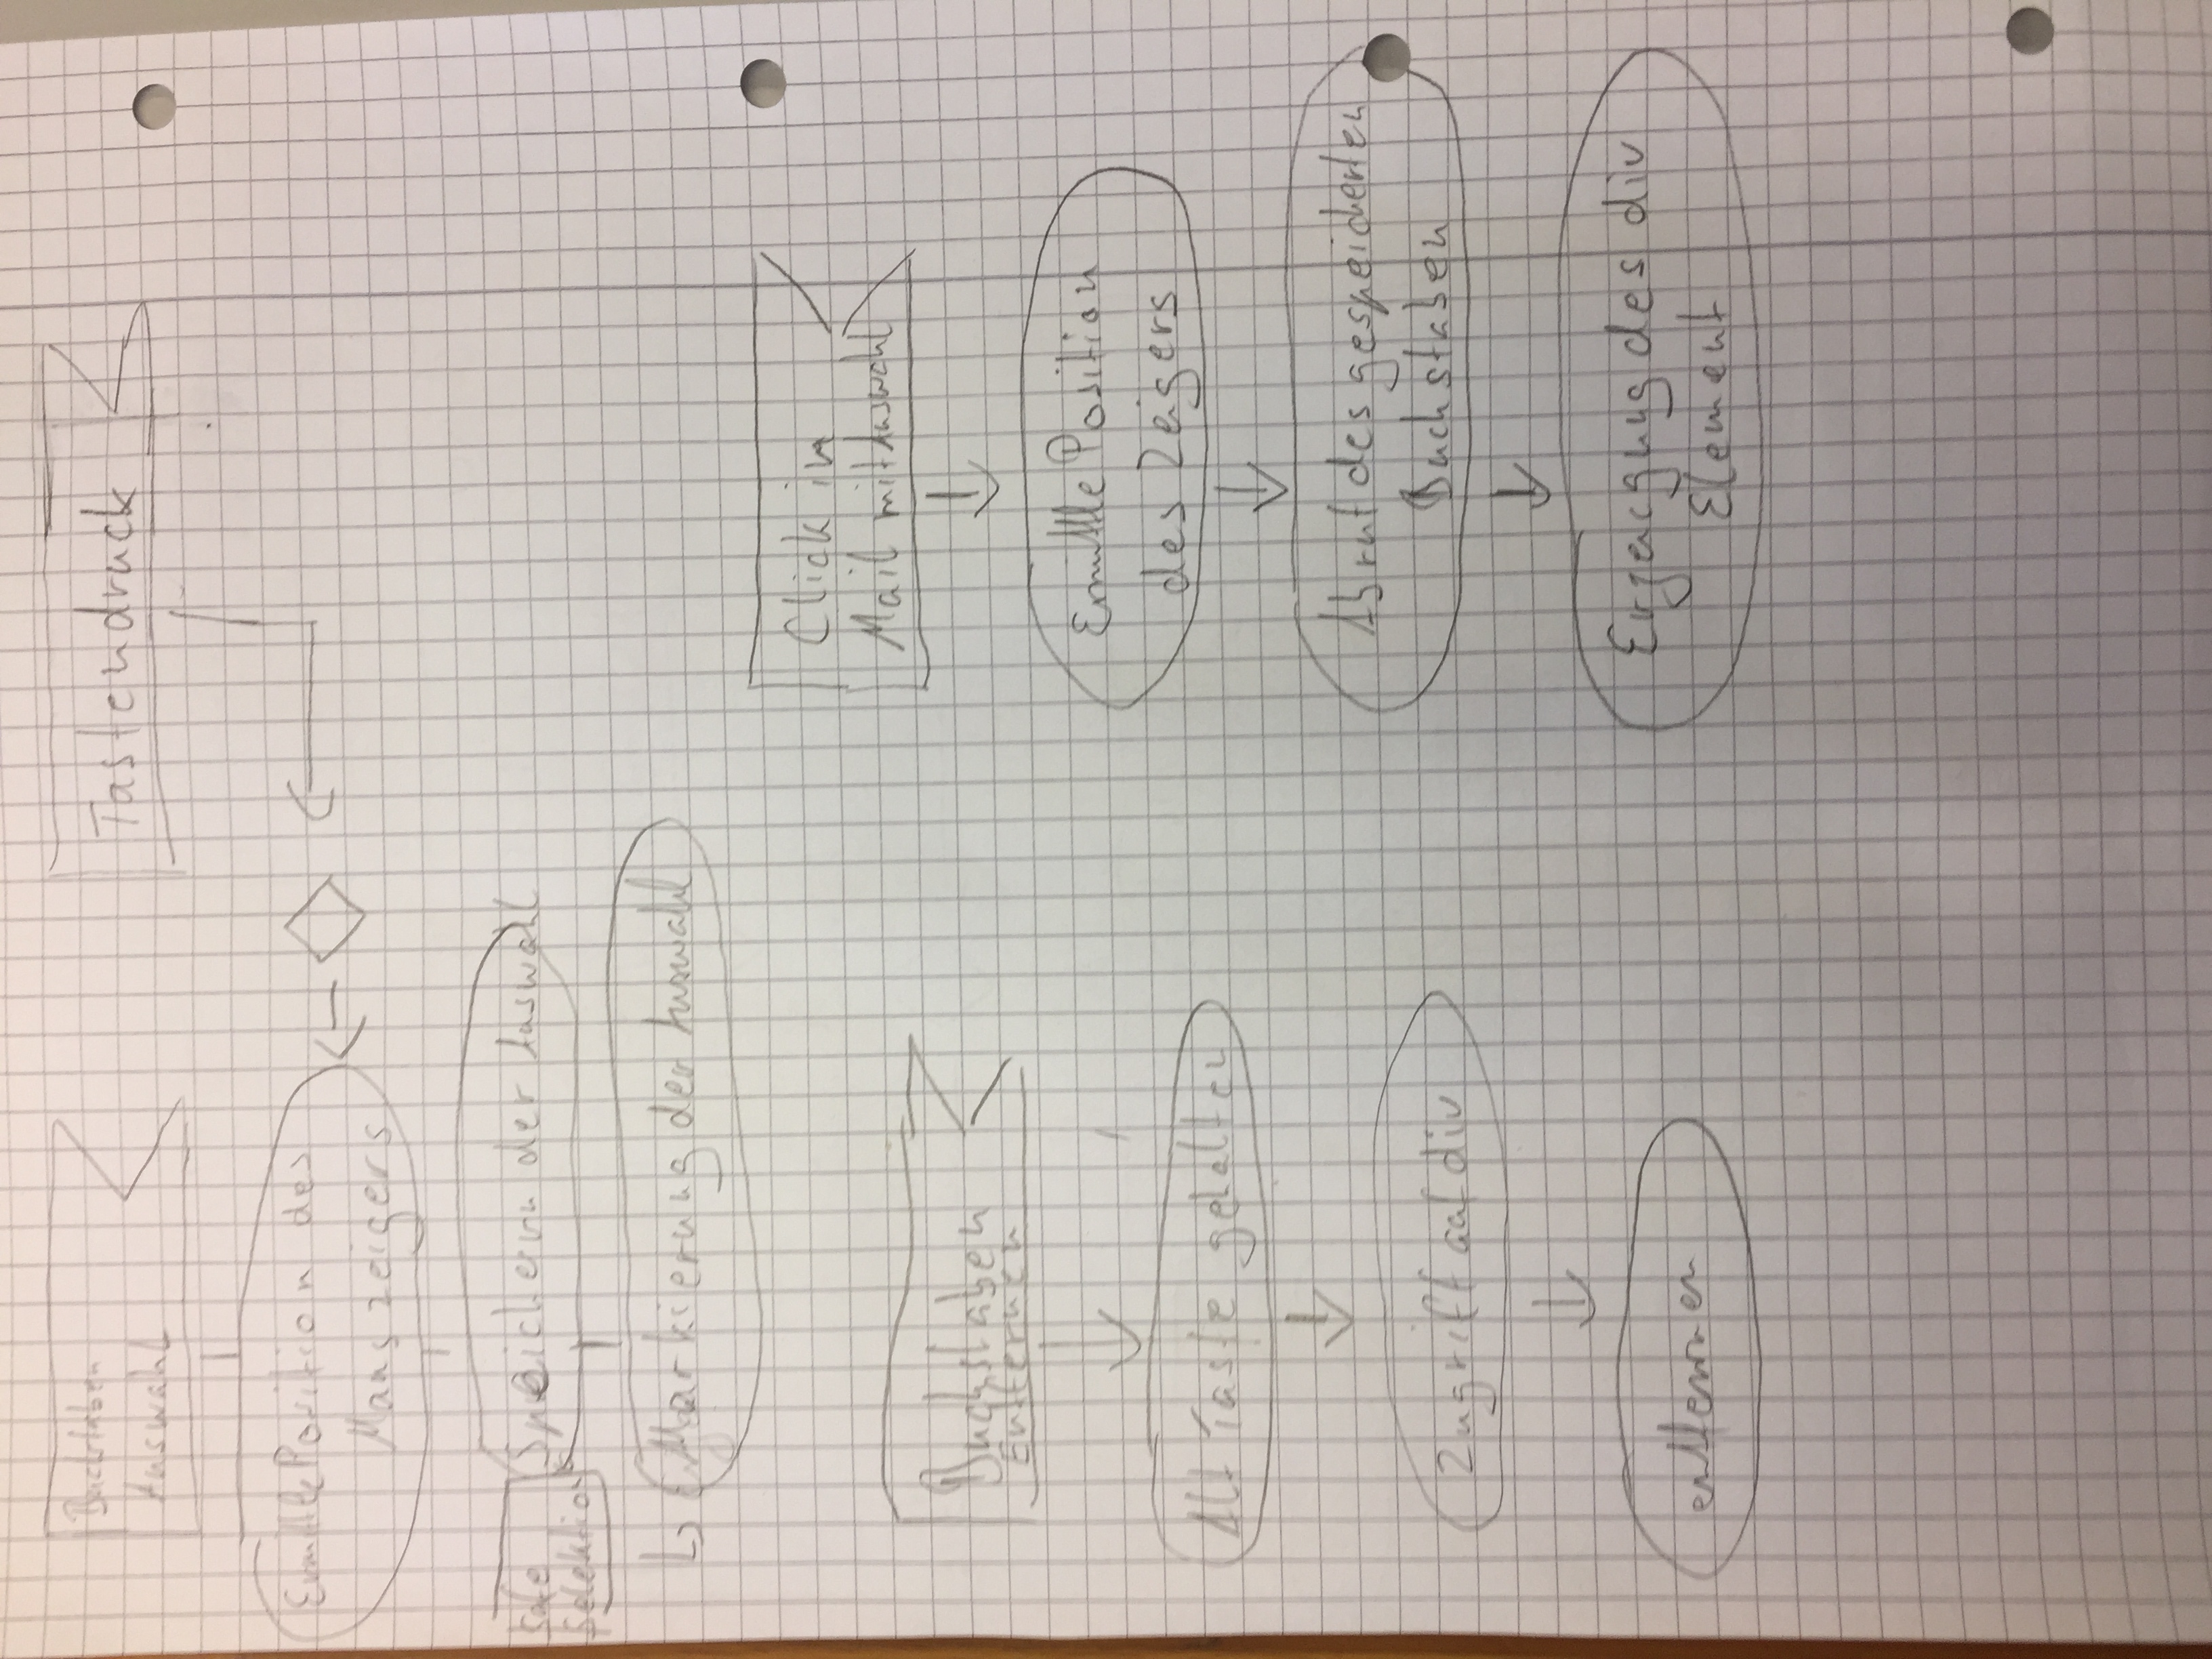 Buchstaben
Auswahl
Tastendruck
Ermittle Position des
Mauszeigers
Safe
Selektion
Speichern der Auswahl
Markierung der Auswahl
Click in
Mail mit Auswahl
Buchstaben
Entfernen
Ermittle Position
des Zeigers
Alt Taste gehalten
Abruf des gespeicherten
Buchstaben
Zugriff auf div
Erzeugung des div
Element
entfernen